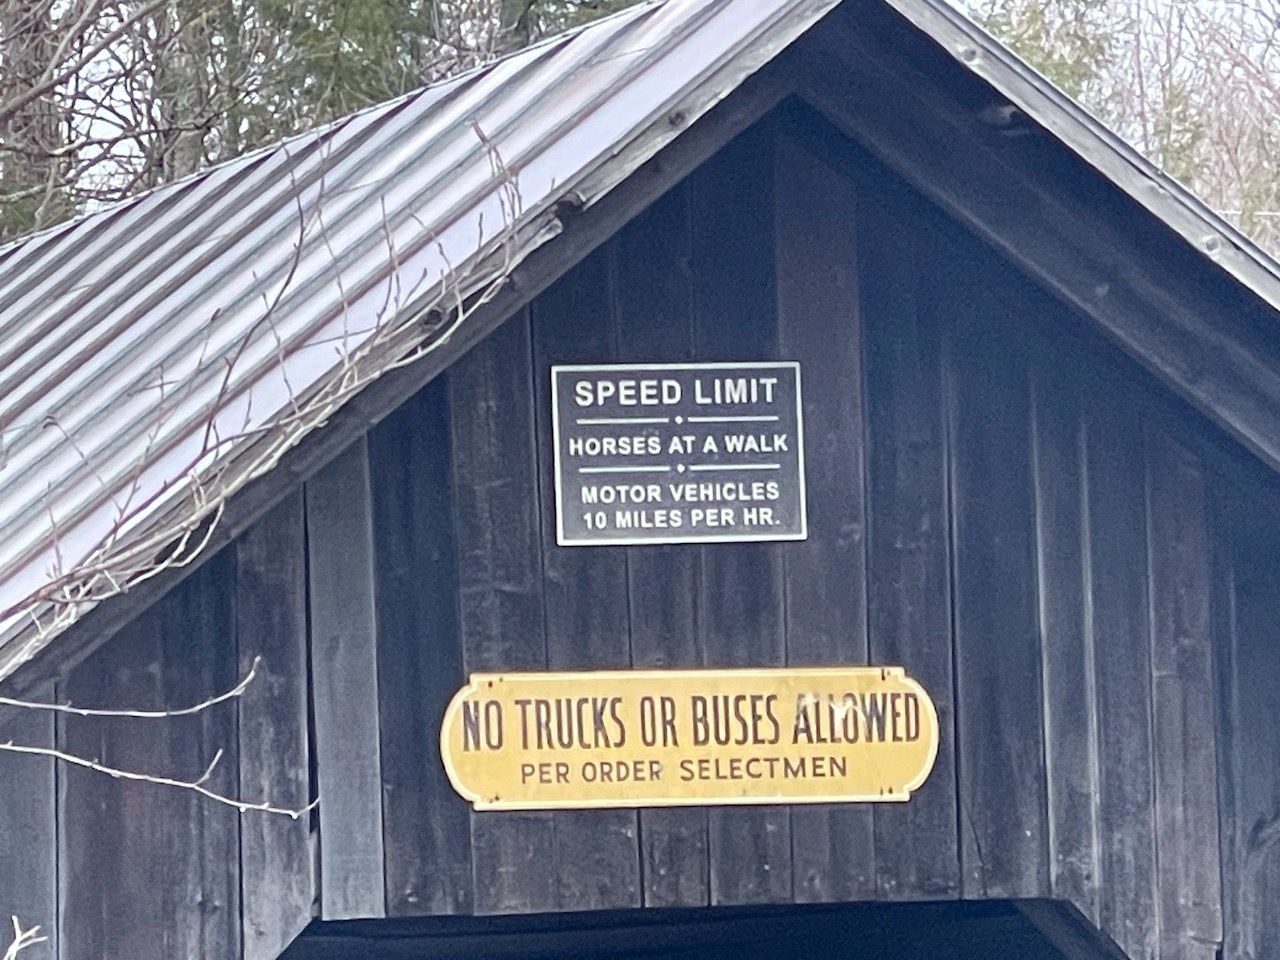 SPEED LIMIT
HORSES AT A WALK
MOTOR VEHICLES
10 MILES PER HR.
NO TRUCKS OR BUSES ALLOWED
PER ORDER SELECTMEN